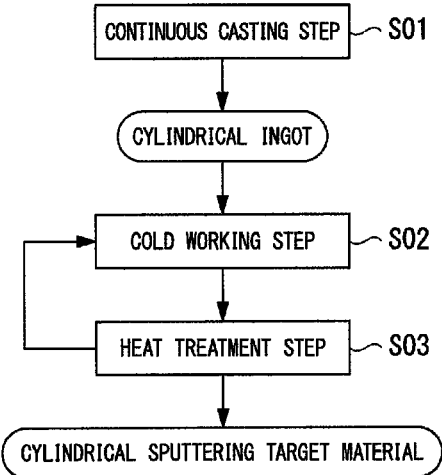 CONTINUOUS CASTING STEP S01
CYLINDRICAL INGOT
COLD WORKING STEP S02
HEAT TREATMENT STEP S03
CYLINDRICAL SPUTTERING TARGET MATERIAL